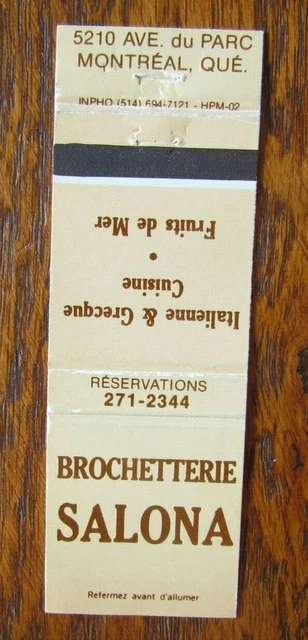 5210 AVE. du PARC
MONTRÉAL, QUÉ.
INPHO (514) 694-7121 - HPM-02
Italienne & Grecque
Cuisine
•
Fruits de Mer
RÉSERVATIONS
271-2344
BROCHETTERIE
SALONA
Refermez avant d'allumer